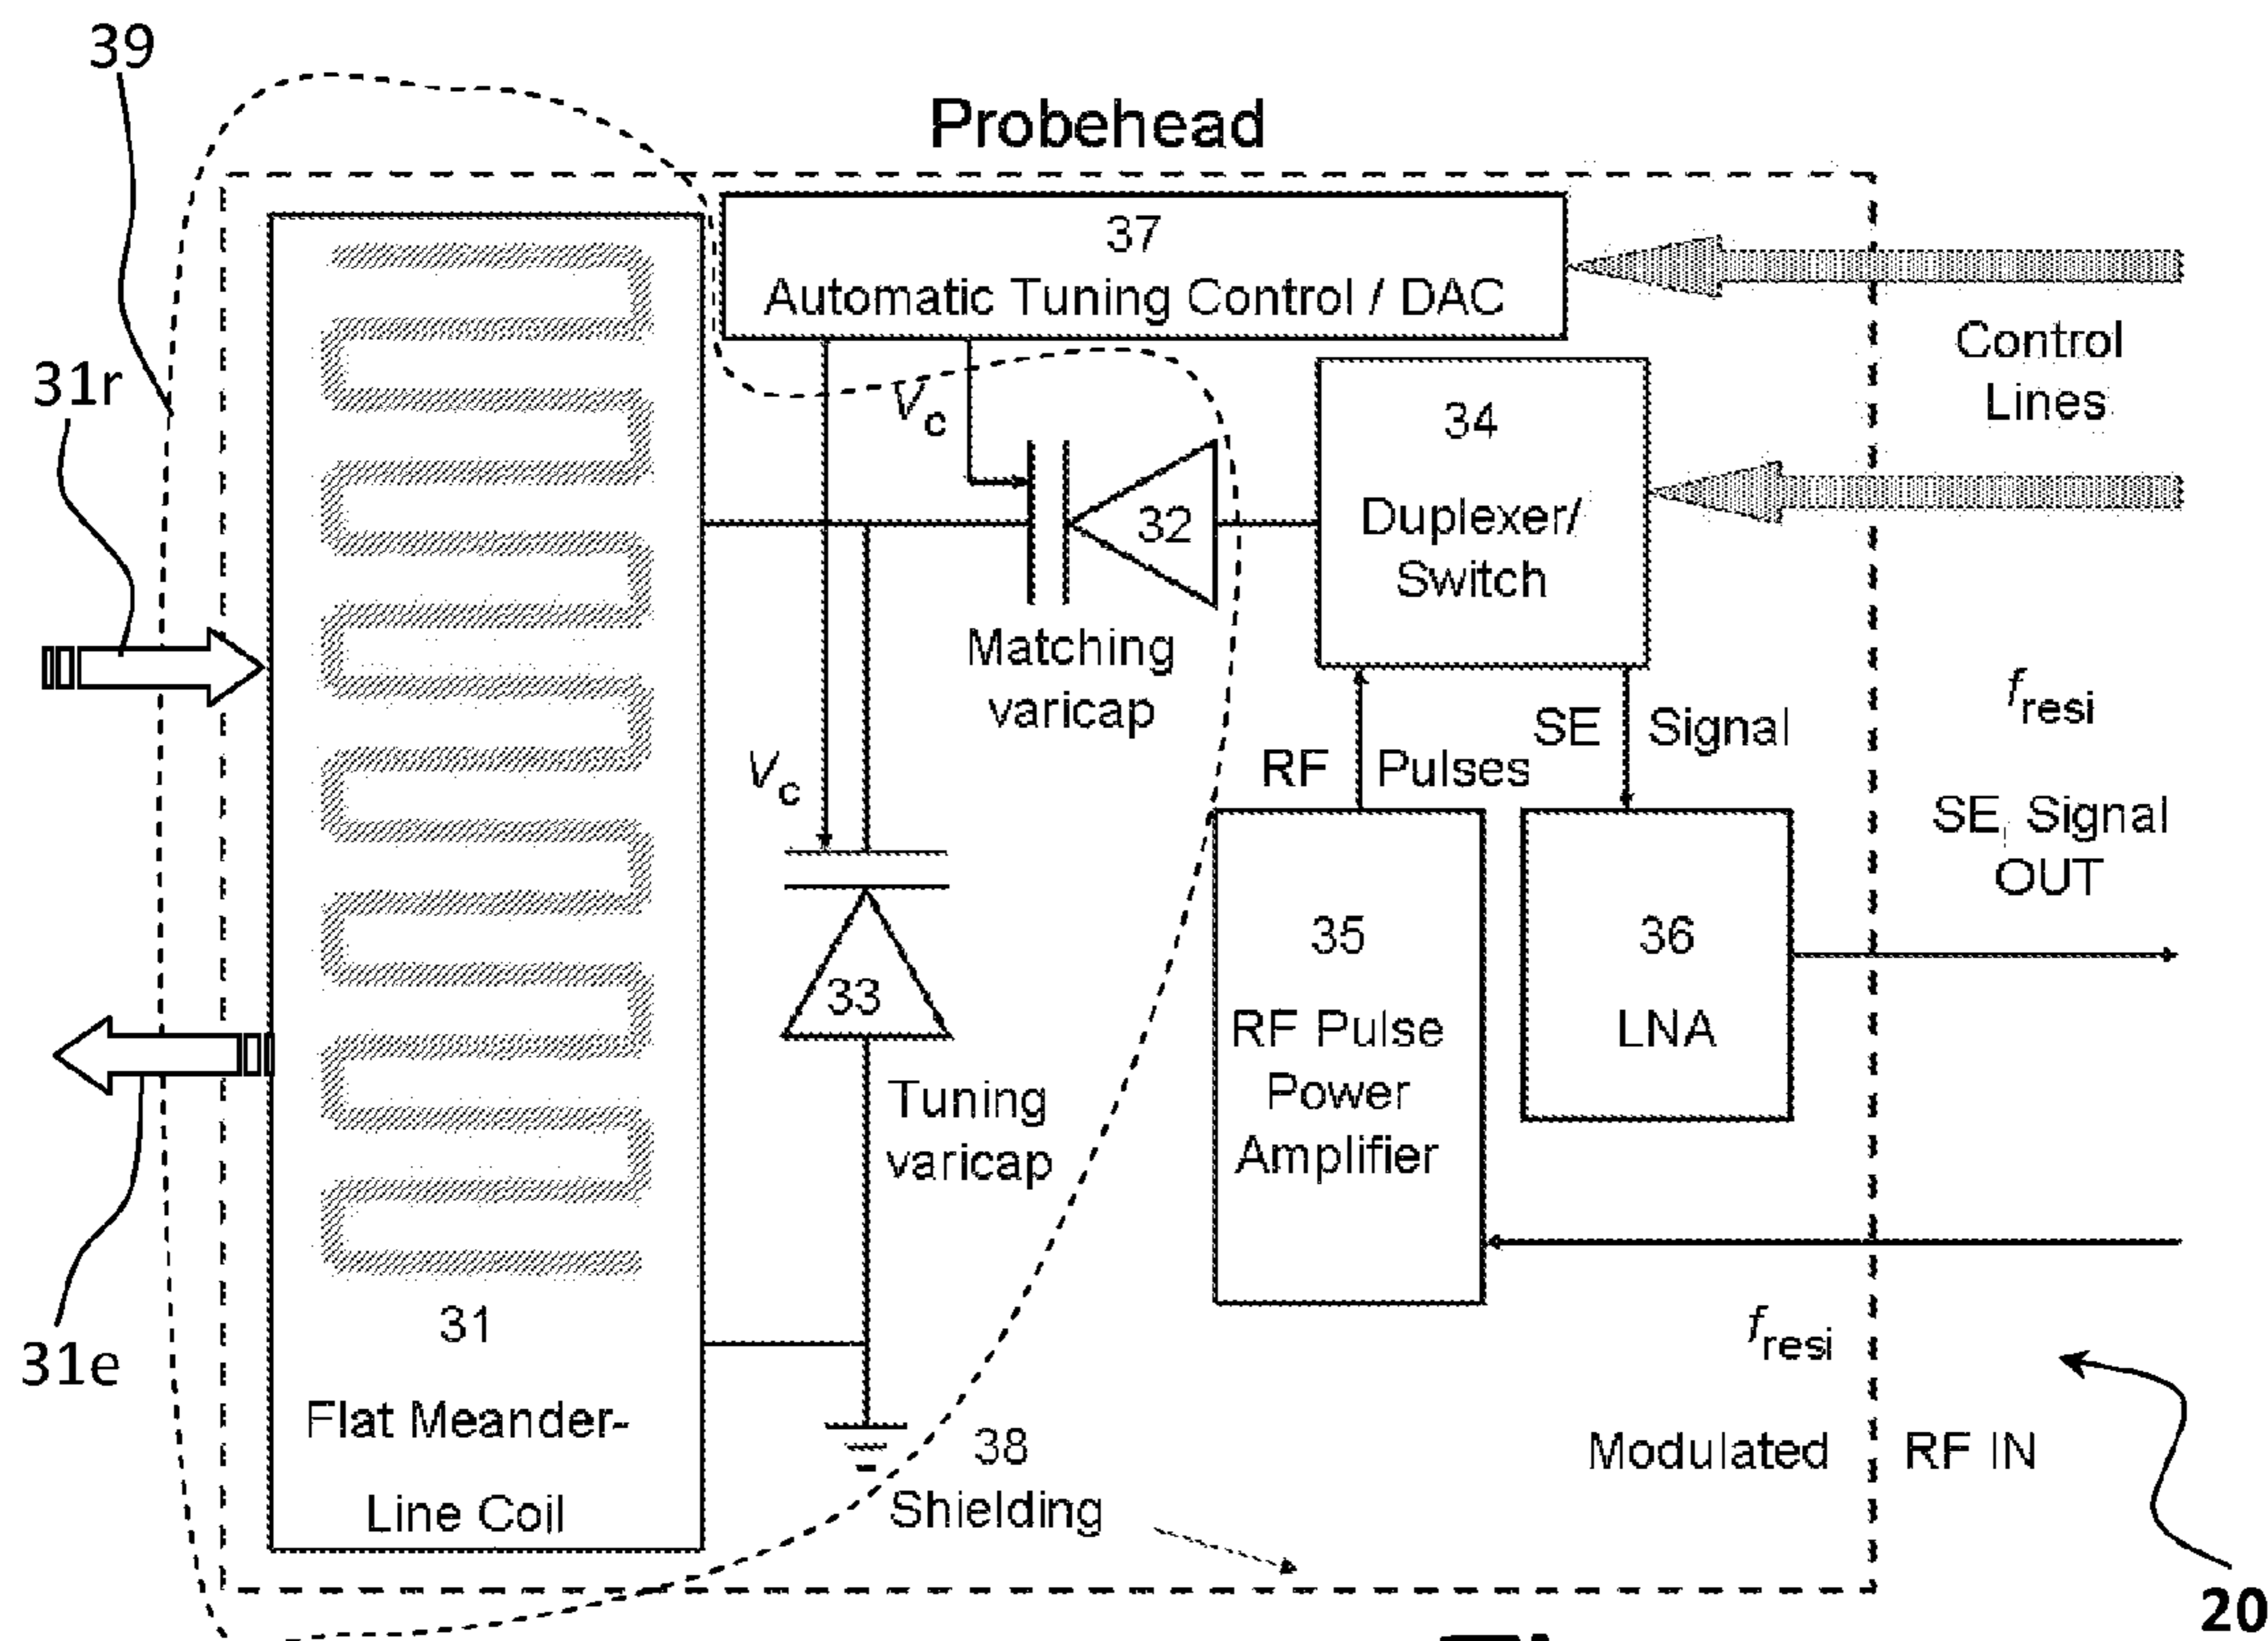 39
Probehead
37
Automatic Tuning Control / DAC
Control
Lines
31r
Vc
34
Duplexer/
Switch
32
Matching
varicap
fresi
SE Signal
RF Pulses
Vc
SE Signal
OUT
35
RF Pulse
Power
Amplifier
36
LNA
33
Tuning
varicap
31e
31
Flat Meander-
Line Coil
fresi
Modulated RF IN
38
Shielding
20